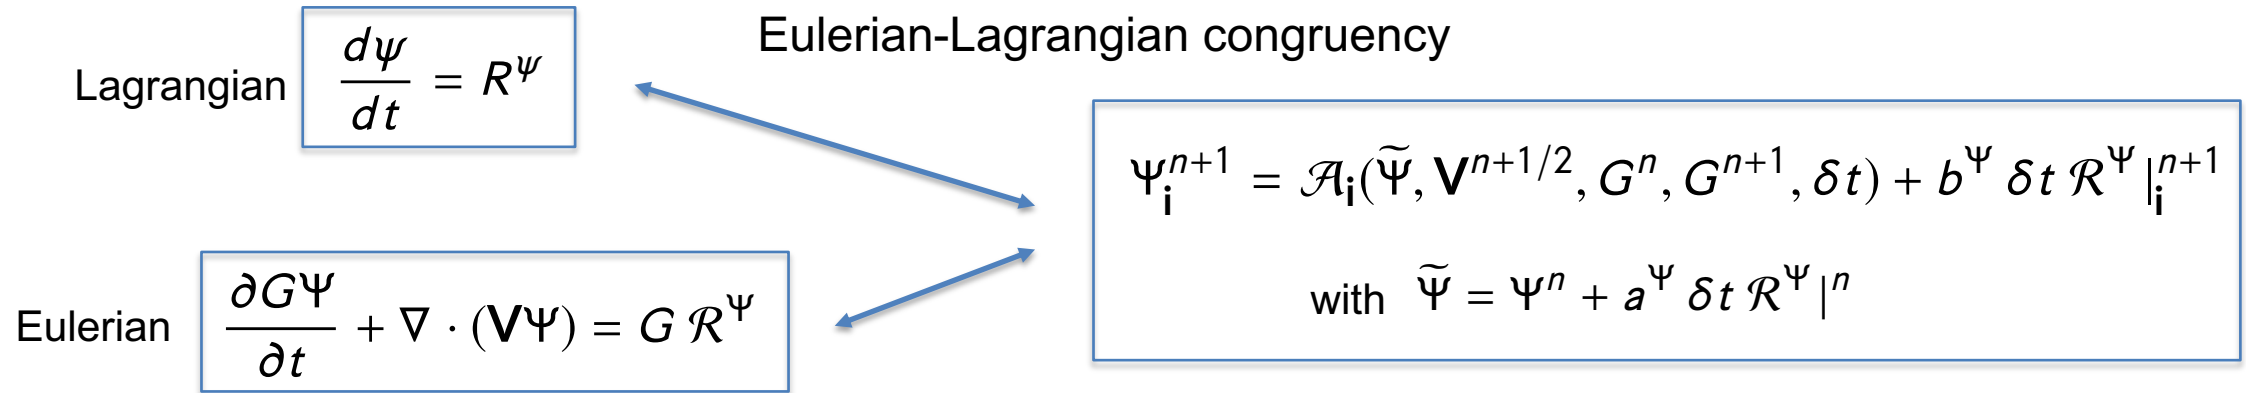 Eulerian-Lagrangian congruency
Lagrangian dψ/dt = R^ψ
Eulerian ∂GΨ/∂t + ∇ · (𝐕Ψ) = G ℛ^Ψ
Ψ_𝐢^{n+1} = 𝒜_𝐢(Ψ̃, 𝐕^{n+1/2}, G^n, G^{n+1}, δt) + b^Ψ δt ℛ^Ψ|_𝐢^{n+1}
with Ψ̃ = Ψ^n + a^Ψ δt ℛ^Ψ|^n